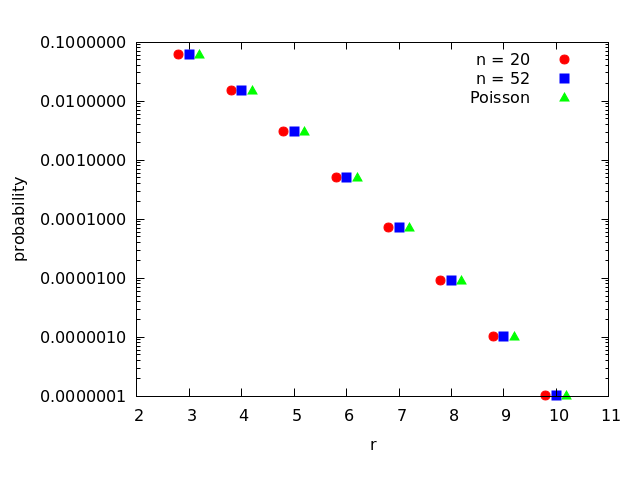 0.1000000
0.0100000
0.0010000
0.0001000
0.0000100
0.0000010
0.0000001
probability
n = 20
n = 52
Poisson
2 3 4 5 6 7 8 9 10 11
r